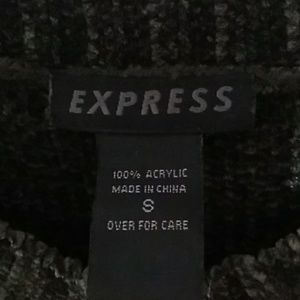 EXPRESS
100% ACRYLIC
MADE IN CHINA
S
OVER FOR CARE